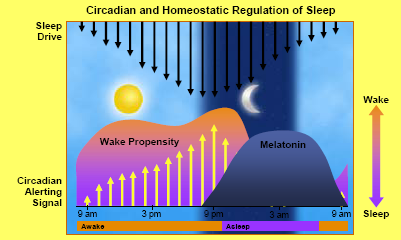 Circadian and Homeostatic Regulation of Sleep
Sleep
Drive
Wake
Wake Propensity
Melatonin
Circadian
Alerting
Signal
Sleep
9 am
3 pm
9 pm
3 am
9 am
Awake
Asleep